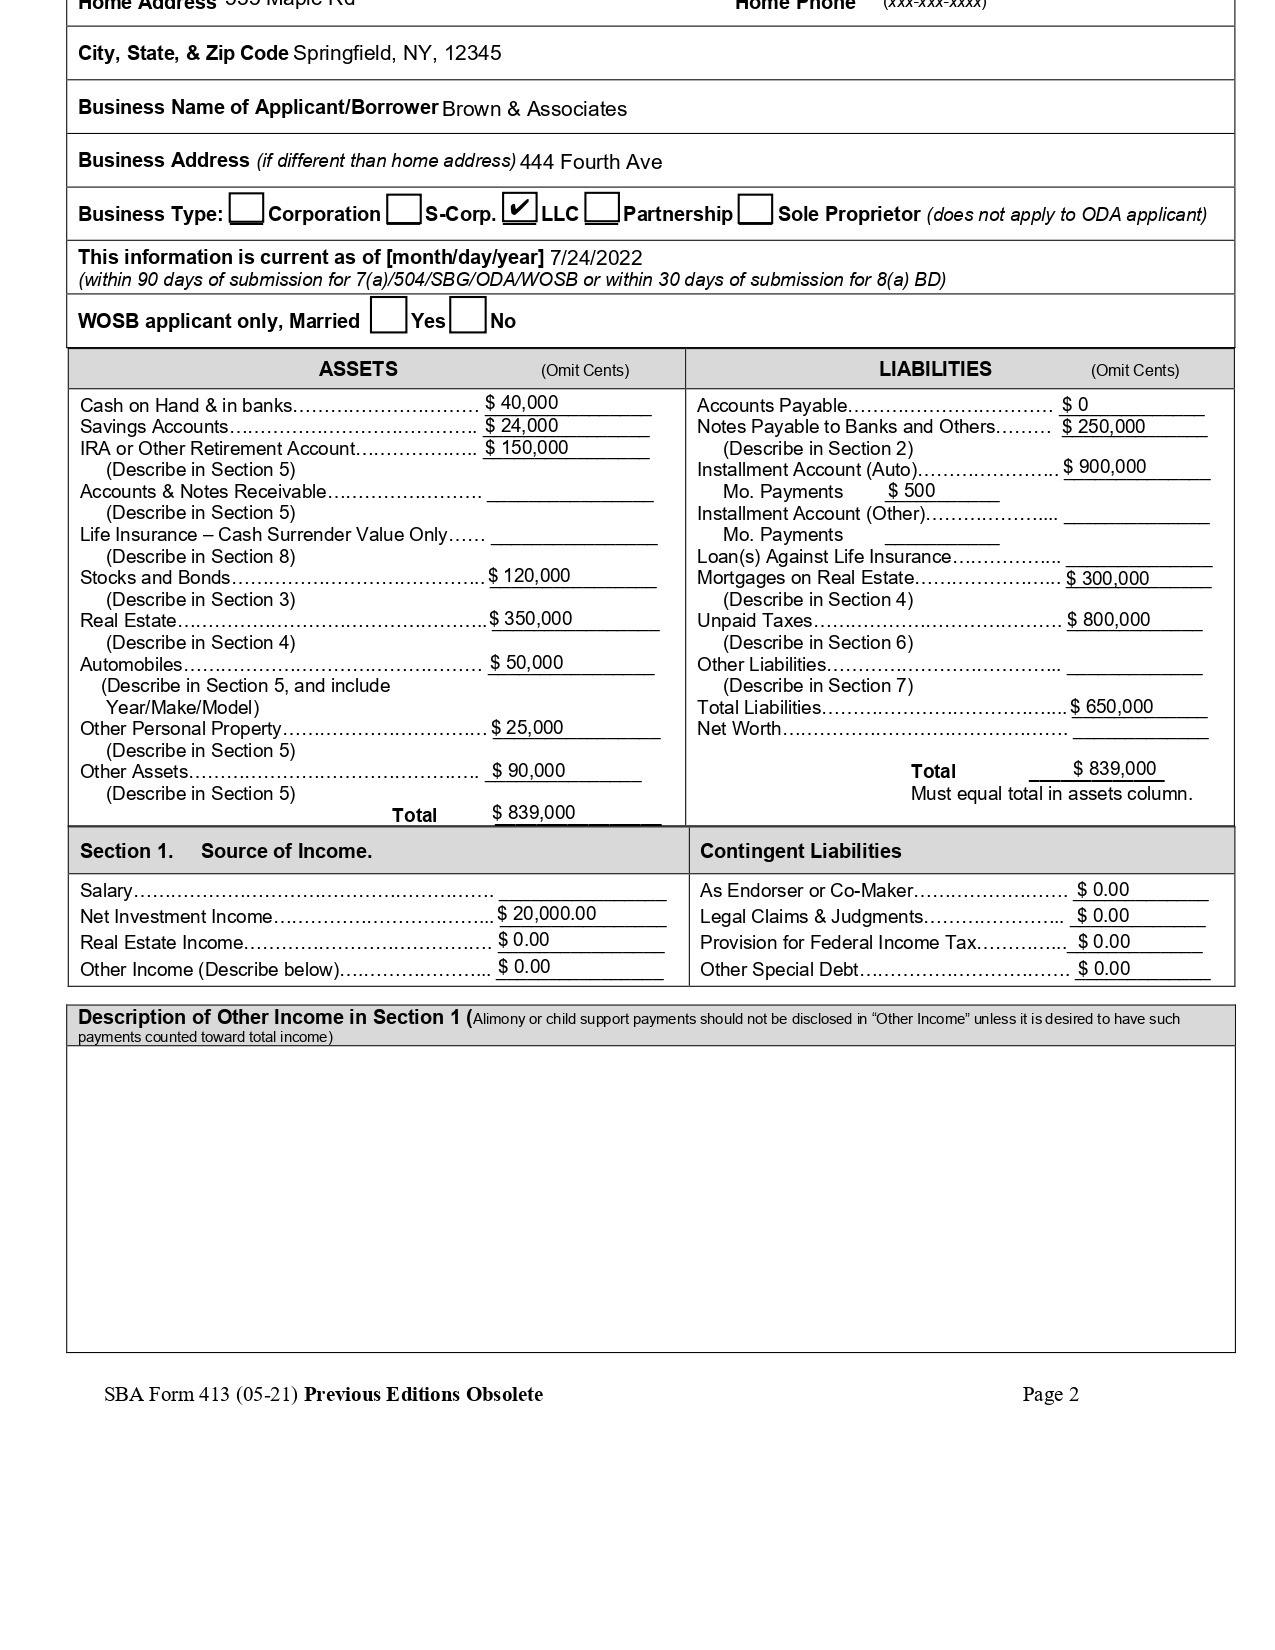 Home Address 555 Maple Rd Home Phone (xxx-xxx-xxxx)
City, State, & Zip Code Springfield, NY, 12345
Business Name of Applicant/Borrower Brown & Associates
Business Address (if different than home address) 444 Fourth Ave
Business Type: Corporation S-Corp. ✔ LLC Partnership Sole Proprietor (does not apply to ODA applicant)
This information is current as of [month/day/year] 7/24/2022
(within 90 days of submission for 7(a)/504/SBG/ODA/WOSB or within 30 days of submission for 8(a) BD)
WOSB applicant only, Married Yes No
ASSETS (Omit Cents)
Cash on Hand & in banks................................ $ 40,000
Savings Accounts................................ $ 24,000
IRA or Other Retirement Account.................... $ 150,000
(Describe in Section 5)
Accounts & Notes Receivable........................ ________________
(Describe in Section 5)
Life Insurance – Cash Surrender Value Only...... ________________
(Describe in Section 8)
Stocks and Bonds................................ $ 120,000
(Describe in Section 3)
Real Estate................................ $ 350,000
(Describe in Section 4)
Automobiles................................ $ 50,000
(Describe in Section 5, and include
Year/Make/Model)
Other Personal Property................................ $ 25,000
(Describe in Section 5)
Other Assets................................ $ 90,000
(Describe in Section 5)
Total $ 839,000
LIABILITIES (Omit Cents)
Accounts Payable................................ $ 0
Notes Payable to Banks and Others......... $ 250,000
(Describe in Section 2)
Installment Account (Auto)........................ $ 900,000
Mo. Payments $ 500
Installment Account (Other)........................ ______________
Mo. Payments ___________
Loan(s) Against Life Insurance.................... ______________
Mortgages on Real Estate........................ $ 300,000
(Describe in Section 4)
Unpaid Taxes................................ $ 800,000
(Describe in Section 6)
Other Liabilities................................ _____________
(Describe in Section 7)
Total Liabilities................................ $ 650,000
Net Worth................................ _____________
Total $ 839,000
Must equal total in assets column.
Section 1. Source of Income.
Salary................................ ________________
Net Investment Income................................ $ 20,000.00
Real Estate Income................................ $ 0.00
Other Income (Describe below).................... $ 0.00
Contingent Liabilities
As Endorser or Co-Maker........................ $ 0.00
Legal Claims & Judgments........................ $ 0.00
Provision for Federal Income Tax................ $ 0.00
Other Special Debt................................ $ 0.00
Description of Other Income in Section 1 (Alimony or child support payments should not be disclosed in “Other Income” unless it is desired to have such
payments counted toward total income)
SBA Form 413 (05-21) Previous Editions Obsolete Page 2